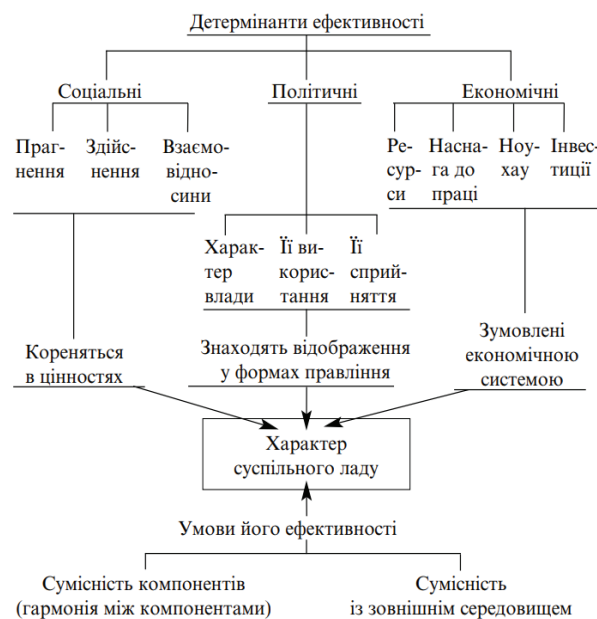 Детермінанти ефективності
Соціальні
Політичні
Економічні
Праг-
нення
Здійс-
нення
Взаємо-
відно-
сини
Ре-
сур-
си
Насна-
га до
праці
Ноу-
хау
Інвес-
тиції
Харак-
тер
влади
Її ви-
корис-
тання
Її
сприй-
няття
Кореняться
в цінностях
Знаходять відображення
у формах правління
Зумовлені
економічною
системою
Характер
суспільного ладу
Умови його ефективності
Сумісність компонентів
(гармонія між компонентами)
Сумісність
із зовнішнім середовищем